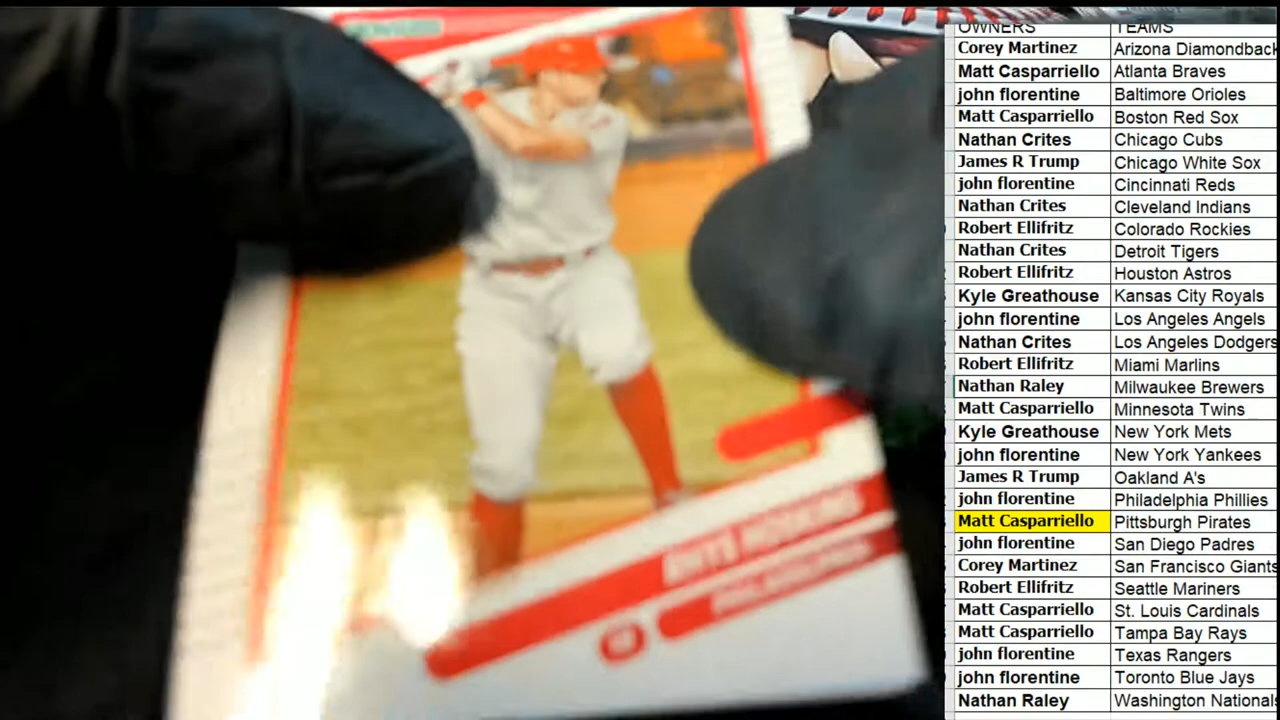 OWNERS TEAMS
Corey Martinez Arizona Diamondback
Matt Casparriello Atlanta Braves
john florentine Baltimore Orioles
Matt Casparriello Boston Red Sox
Nathan Crites Chicago Cubs
James R Trump Chicago White Sox
john florentine Cincinnati Reds
Nathan Crites Cleveland Indians
Robert Ellifritz Colorado Rockies
Nathan Crites Detroit Tigers
Robert Ellifritz Houston Astros
Kyle Greathouse Kansas City Royals
john florentine Los Angeles Angels
Nathan Crites Los Angeles Dodgers
Robert Ellifritz Miami Marlins
Nathan Raley Milwaukee Brewers
Matt Casparriello Minnesota Twins
Kyle Greathouse New York Mets
john florentine New York Yankees
James R Trump Oakland A's
john florentine Philadelphia Phillies
Matt Casparriello Pittsburgh Pirates
john florentine San Diego Padres
Corey Martinez San Francisco Giants
Robert Ellifritz Seattle Mariners
Matt Casparriello St. Louis Cardinals
Matt Casparriello Tampa Bay Rays
john florentine Texas Rangers
john florentine Toronto Blue Jays
Nathan Raley Washington Nationals
RHYS HOSKINS
PHILADELPHIA